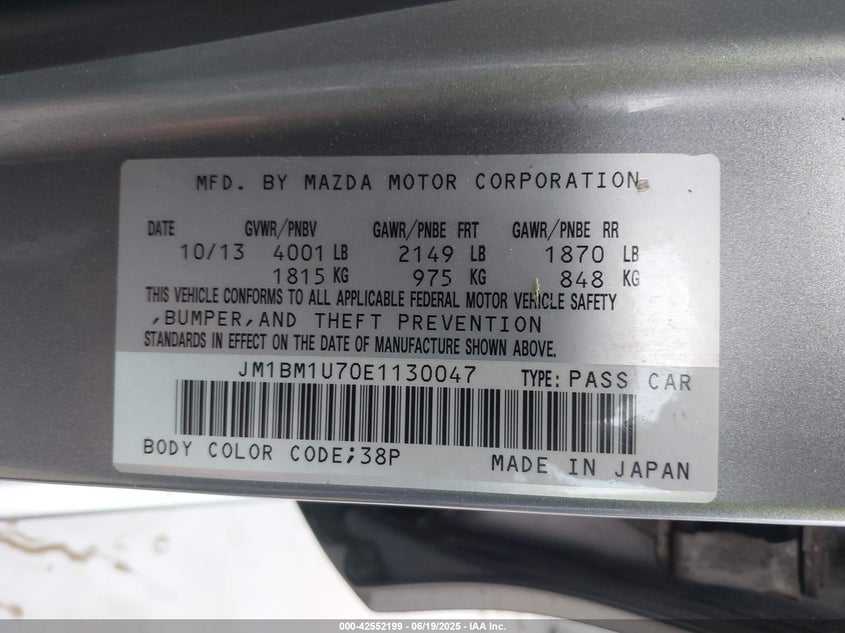 MFD. BY MAZDA MOTOR CORPORATION
DATE GVWR/PNBV GAWR/PNBE FRT GAWR/PNBE RR
10/13 4001 LB 2149 LB 1870 LB
1815 KG 975 KG 848 KG
THIS VEHICLE CONFORMS TO ALL APPLICABLE FEDERAL MOTOR VEHICLE SAFETY
,BUMPER,AND THEFT PREVENTION
STANDARDS IN EFFECT ON THE DATE OF MANUFACTURE SHOWN ABOVE.
JM1BM1U70E1130047 TYPE: PASS CAR
BODY COLOR CODE;38P MADE IN JAPAN
000-42552199 - 06/19/2025 - IAA Inc.